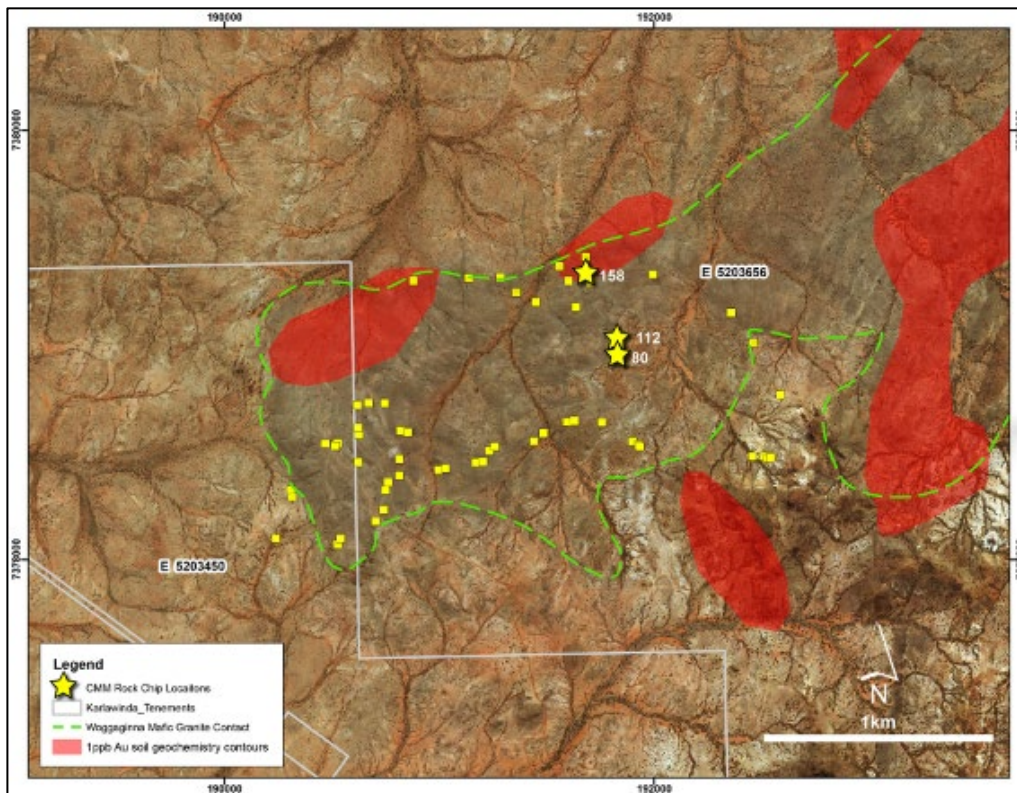 190000
192000
7380000
158
E 5203656
112
80
7378000
E 5203450
Legend
CMM Rock Chip Locations
Karlawinda_Tenements
Woggaginna Mafic Granite Contact
1ppb Au soil geochemistry contours
N
1km
190000
192000